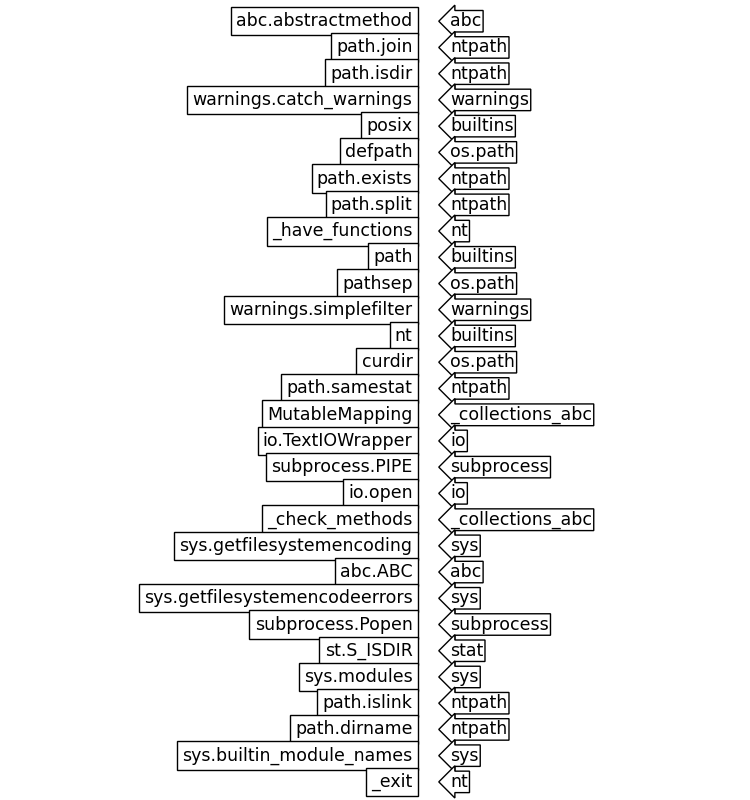 abc.abstractmethod abc
path.join ntpath
path.isdir ntpath
warnings.catch_warnings warnings
posix builtins
defpath os.path
path.exists ntpath
path.split ntpath
_have_functions nt
path builtins
pathsep os.path
warnings.simplefilter warnings
nt builtins
curdir os.path
path.samestat ntpath
MutableMapping _collections_abc
io.TextIOWrapper io
subprocess.PIPE subprocess
io.open io
_check_methods _collections_abc
sys.getfilesystemencoding sys
abc.ABC abc
sys.getfilesystemencodeerrors sys
subprocess.Popen subprocess
st.S_ISDIR stat
sys.modules sys
path.islink ntpath
path.dirname ntpath
sys.builtin_module_names sys
_exit nt